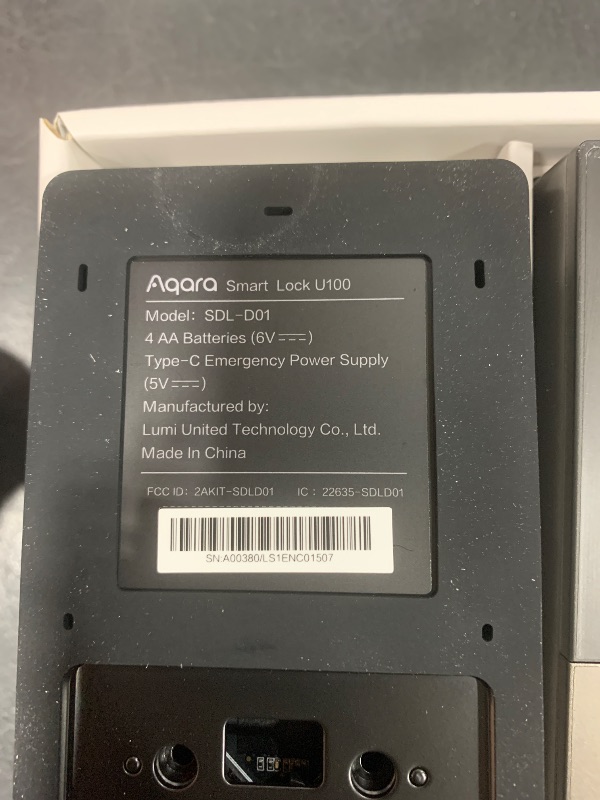 Aqara Smart Lock U100
Model: SDL-D01
4 AA Batteries (6V⎓)
Type-C Emergency Power Supply
(5V⎓)
Manufactured by:
Lumi United Technology Co., Ltd.
Made In China
FCC ID: 2AKIT-SDLD01 IC : 22635-SDLD01
SN:A00380/LS1ENC01507